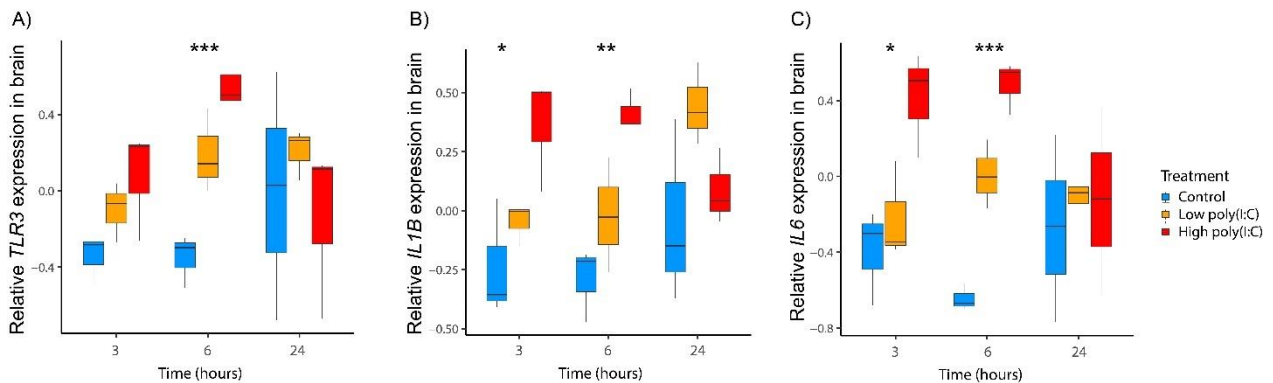 A)
Relative TLR3 expression in brain
0.4
0.0
−0.4
***
3
6
24
Time (hours)
B)
Relative IL1B expression in brain
0.50
0.25
0.00
−0.25
−0.50
*
**
3
6
24
Time (hours)
C)
Relative IL6 expression in brain
0.4
0.0
−0.4
−0.8
*
***
3
6
24
Time (hours)
Treatment
Control
Low poly(I:C)
High poly(I:C)